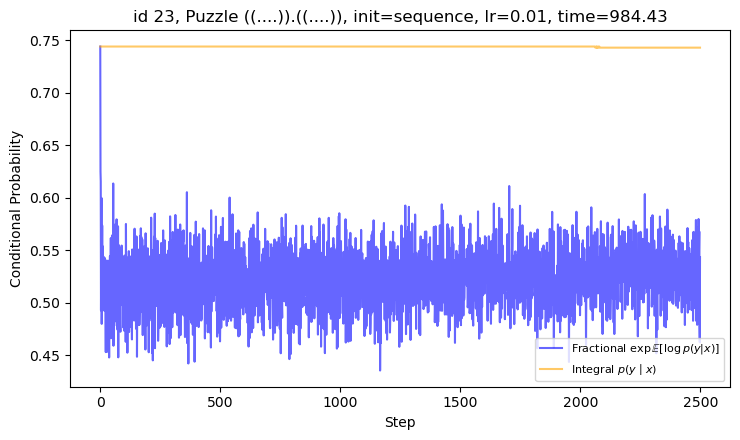 id 23, Puzzle ((....)).((....)), init=sequence, lr=0.01, time=984.43
Conditional Probability
0.75
0.70
0.65
0.60
0.55
0.50
0.45
0
500
1000
1500
2000
2500
Step
Fractional exp𝔼[log p(y|x)]
Integral p(y | x)